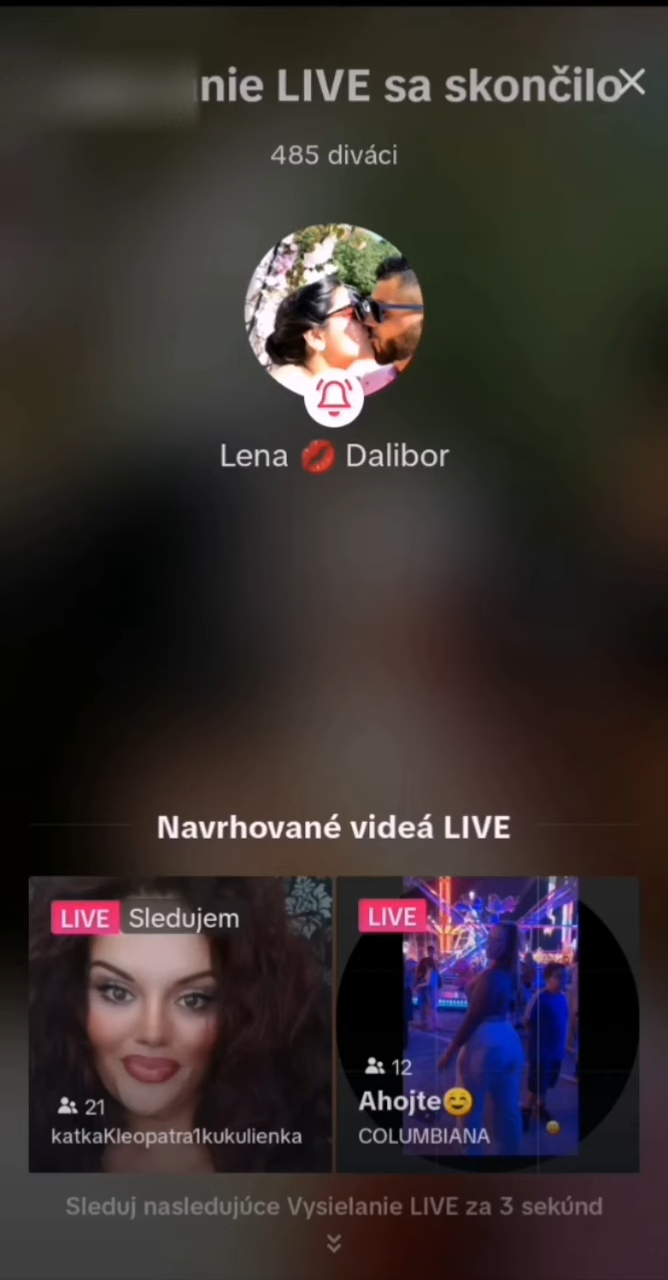 LIVE sa skončilo
485 diváci
Lena 💋 Dalibor
Navrhované videá LIVE
LIVE Sledujem
21
katkaKleopatra1kukulienka
LIVE
12
Ahojte😄
COLUMBIANA
Sleduj nasledujúce Vysielanie LIVE za 3 sekúnd